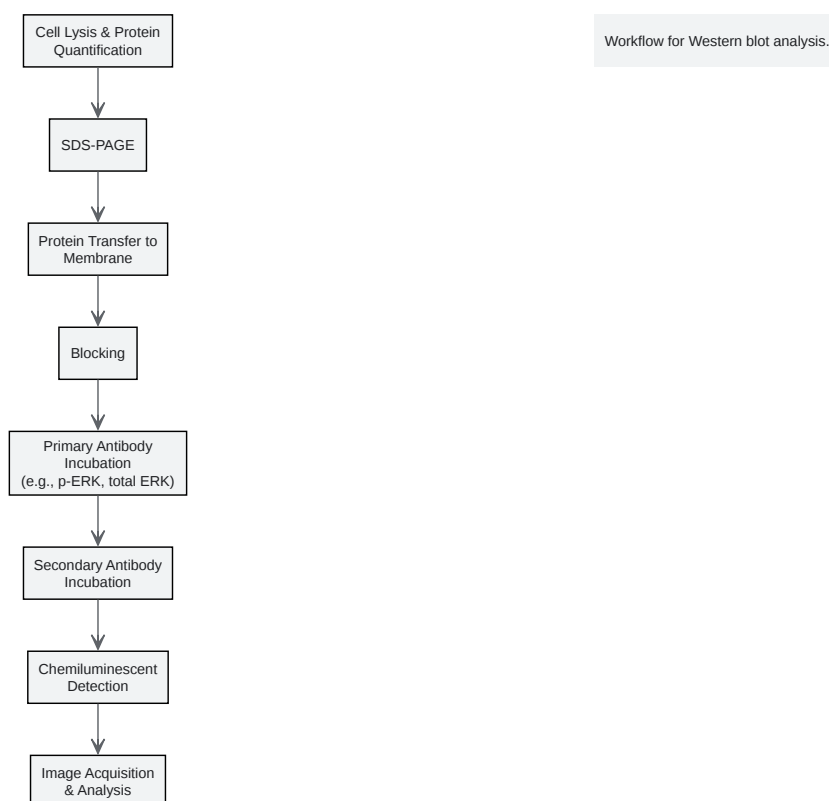 Cell Lysis & Protein
Quantification
Workflow for Western blot analysis.
SDS-PAGE
Protein Transfer to
Membrane
Blocking
Primary Antibody
Incubation
(e.g., p-ERK, total ERK)
Secondary Antibody
Incubation
Chemiluminescent
Detection
Image Acquisition
& Analysis